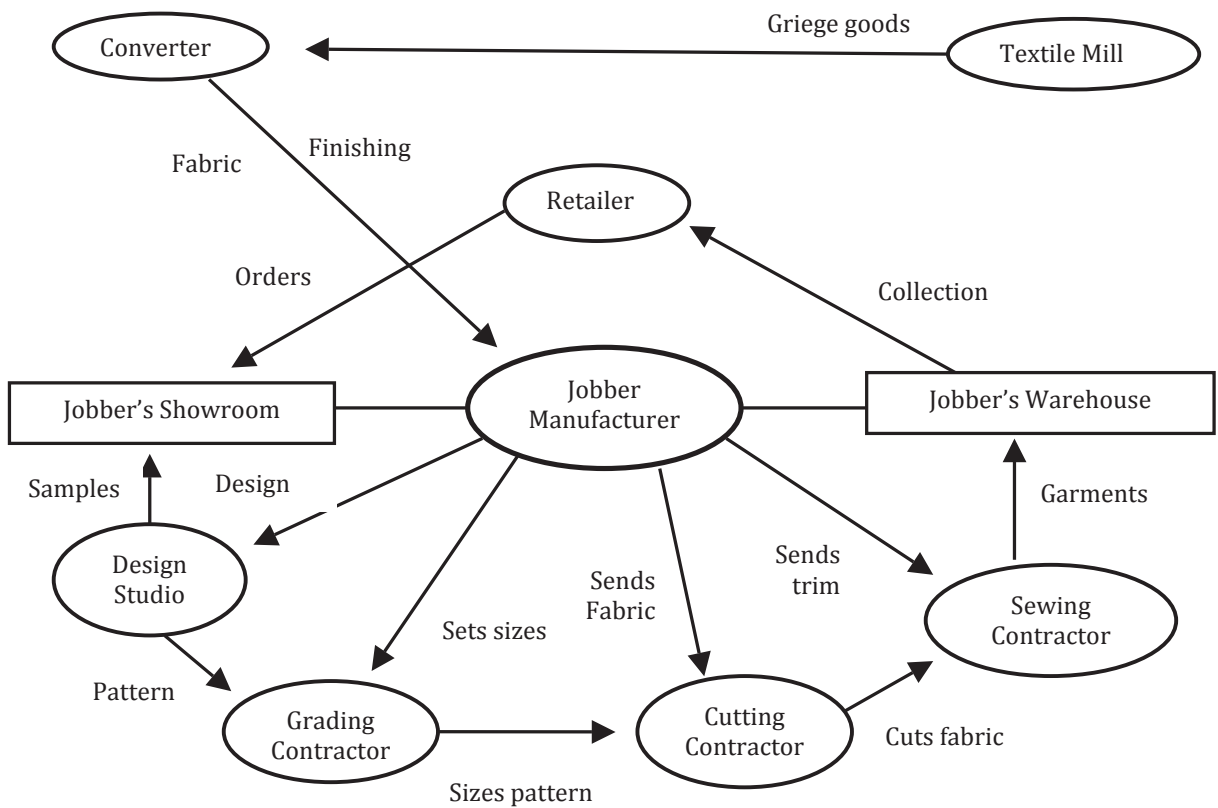 Griege goods
Converter
Textile Mill
Finishing
Fabric
Retailer
Orders
Collection
Jobber
Manufacturer
Jobber’s Showroom
Jobber’s Warehouse
Samples
Design
Garments
Design
Studio
Sends
Fabric
Sends
trim
Sewing
Contractor
Sets sizes
Pattern
Grading
Contractor
Cutting
Contractor
Cuts fabric
Sizes pattern